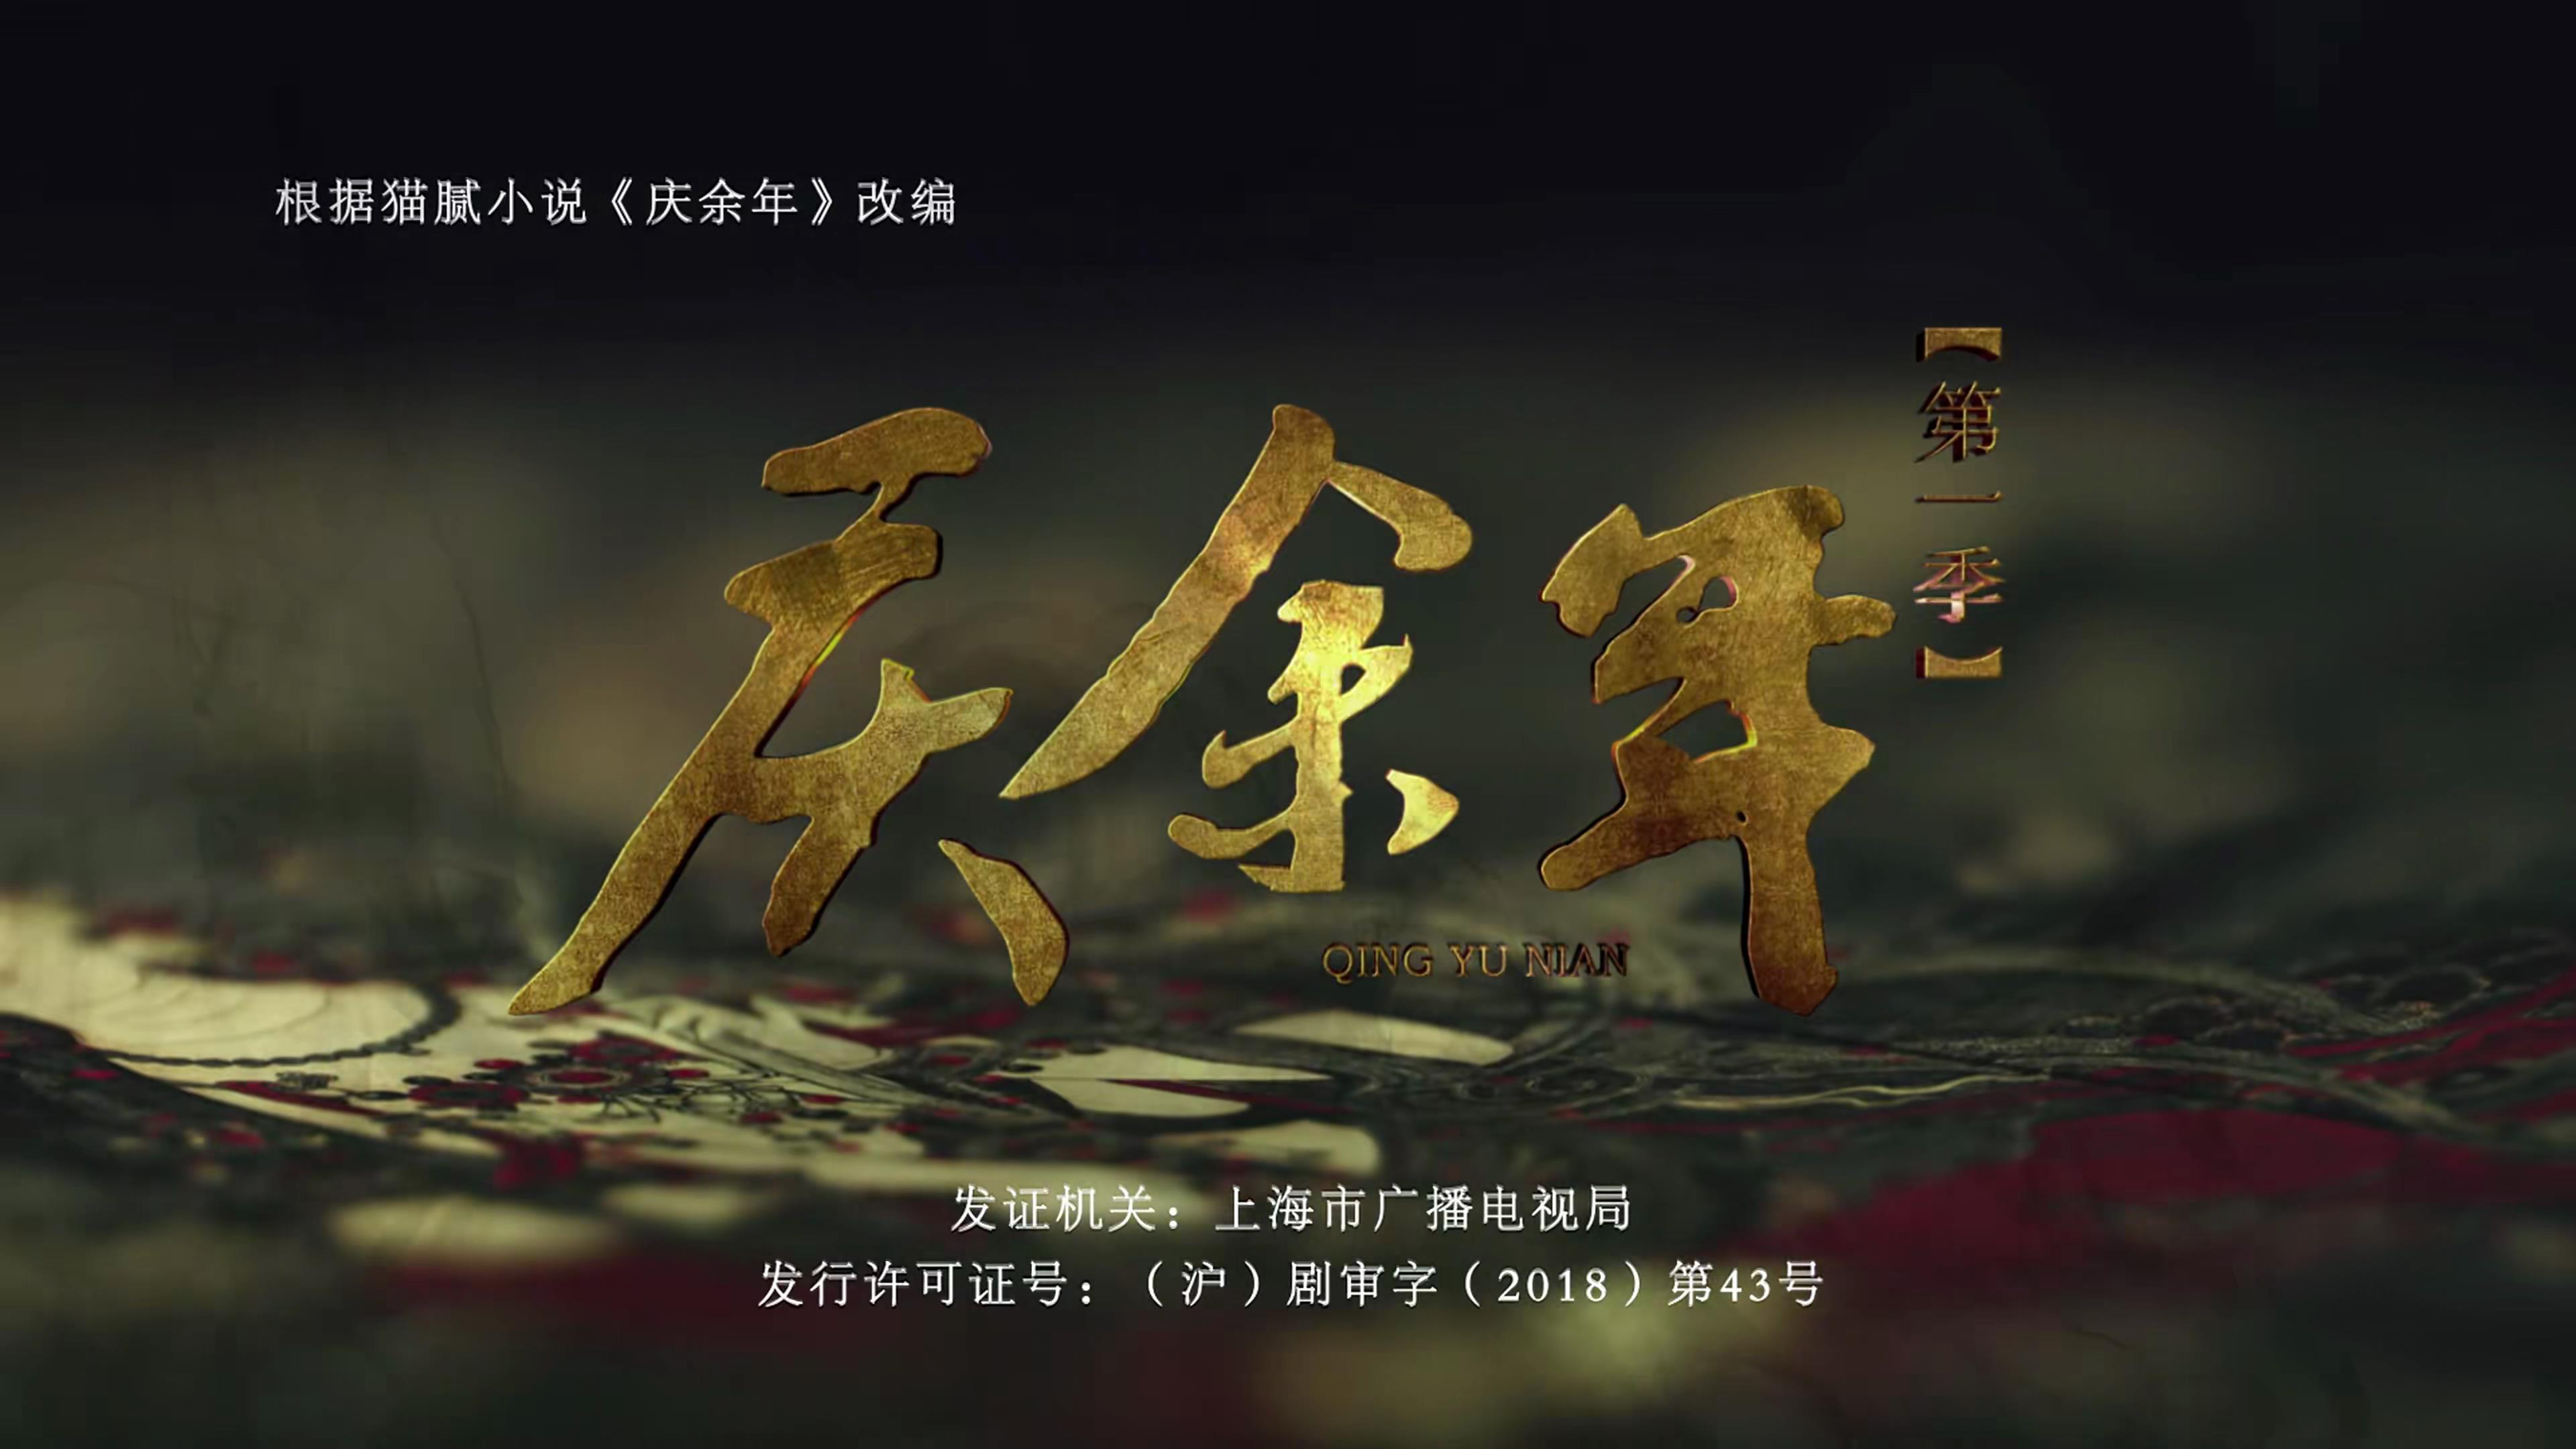 根据猫腻小说《庆余年》改编
【第一季】
庆余年
QING YU NIAN
发证机关：上海市广播电视局
发行许可证号：（沪）剧审字（2018）第43号